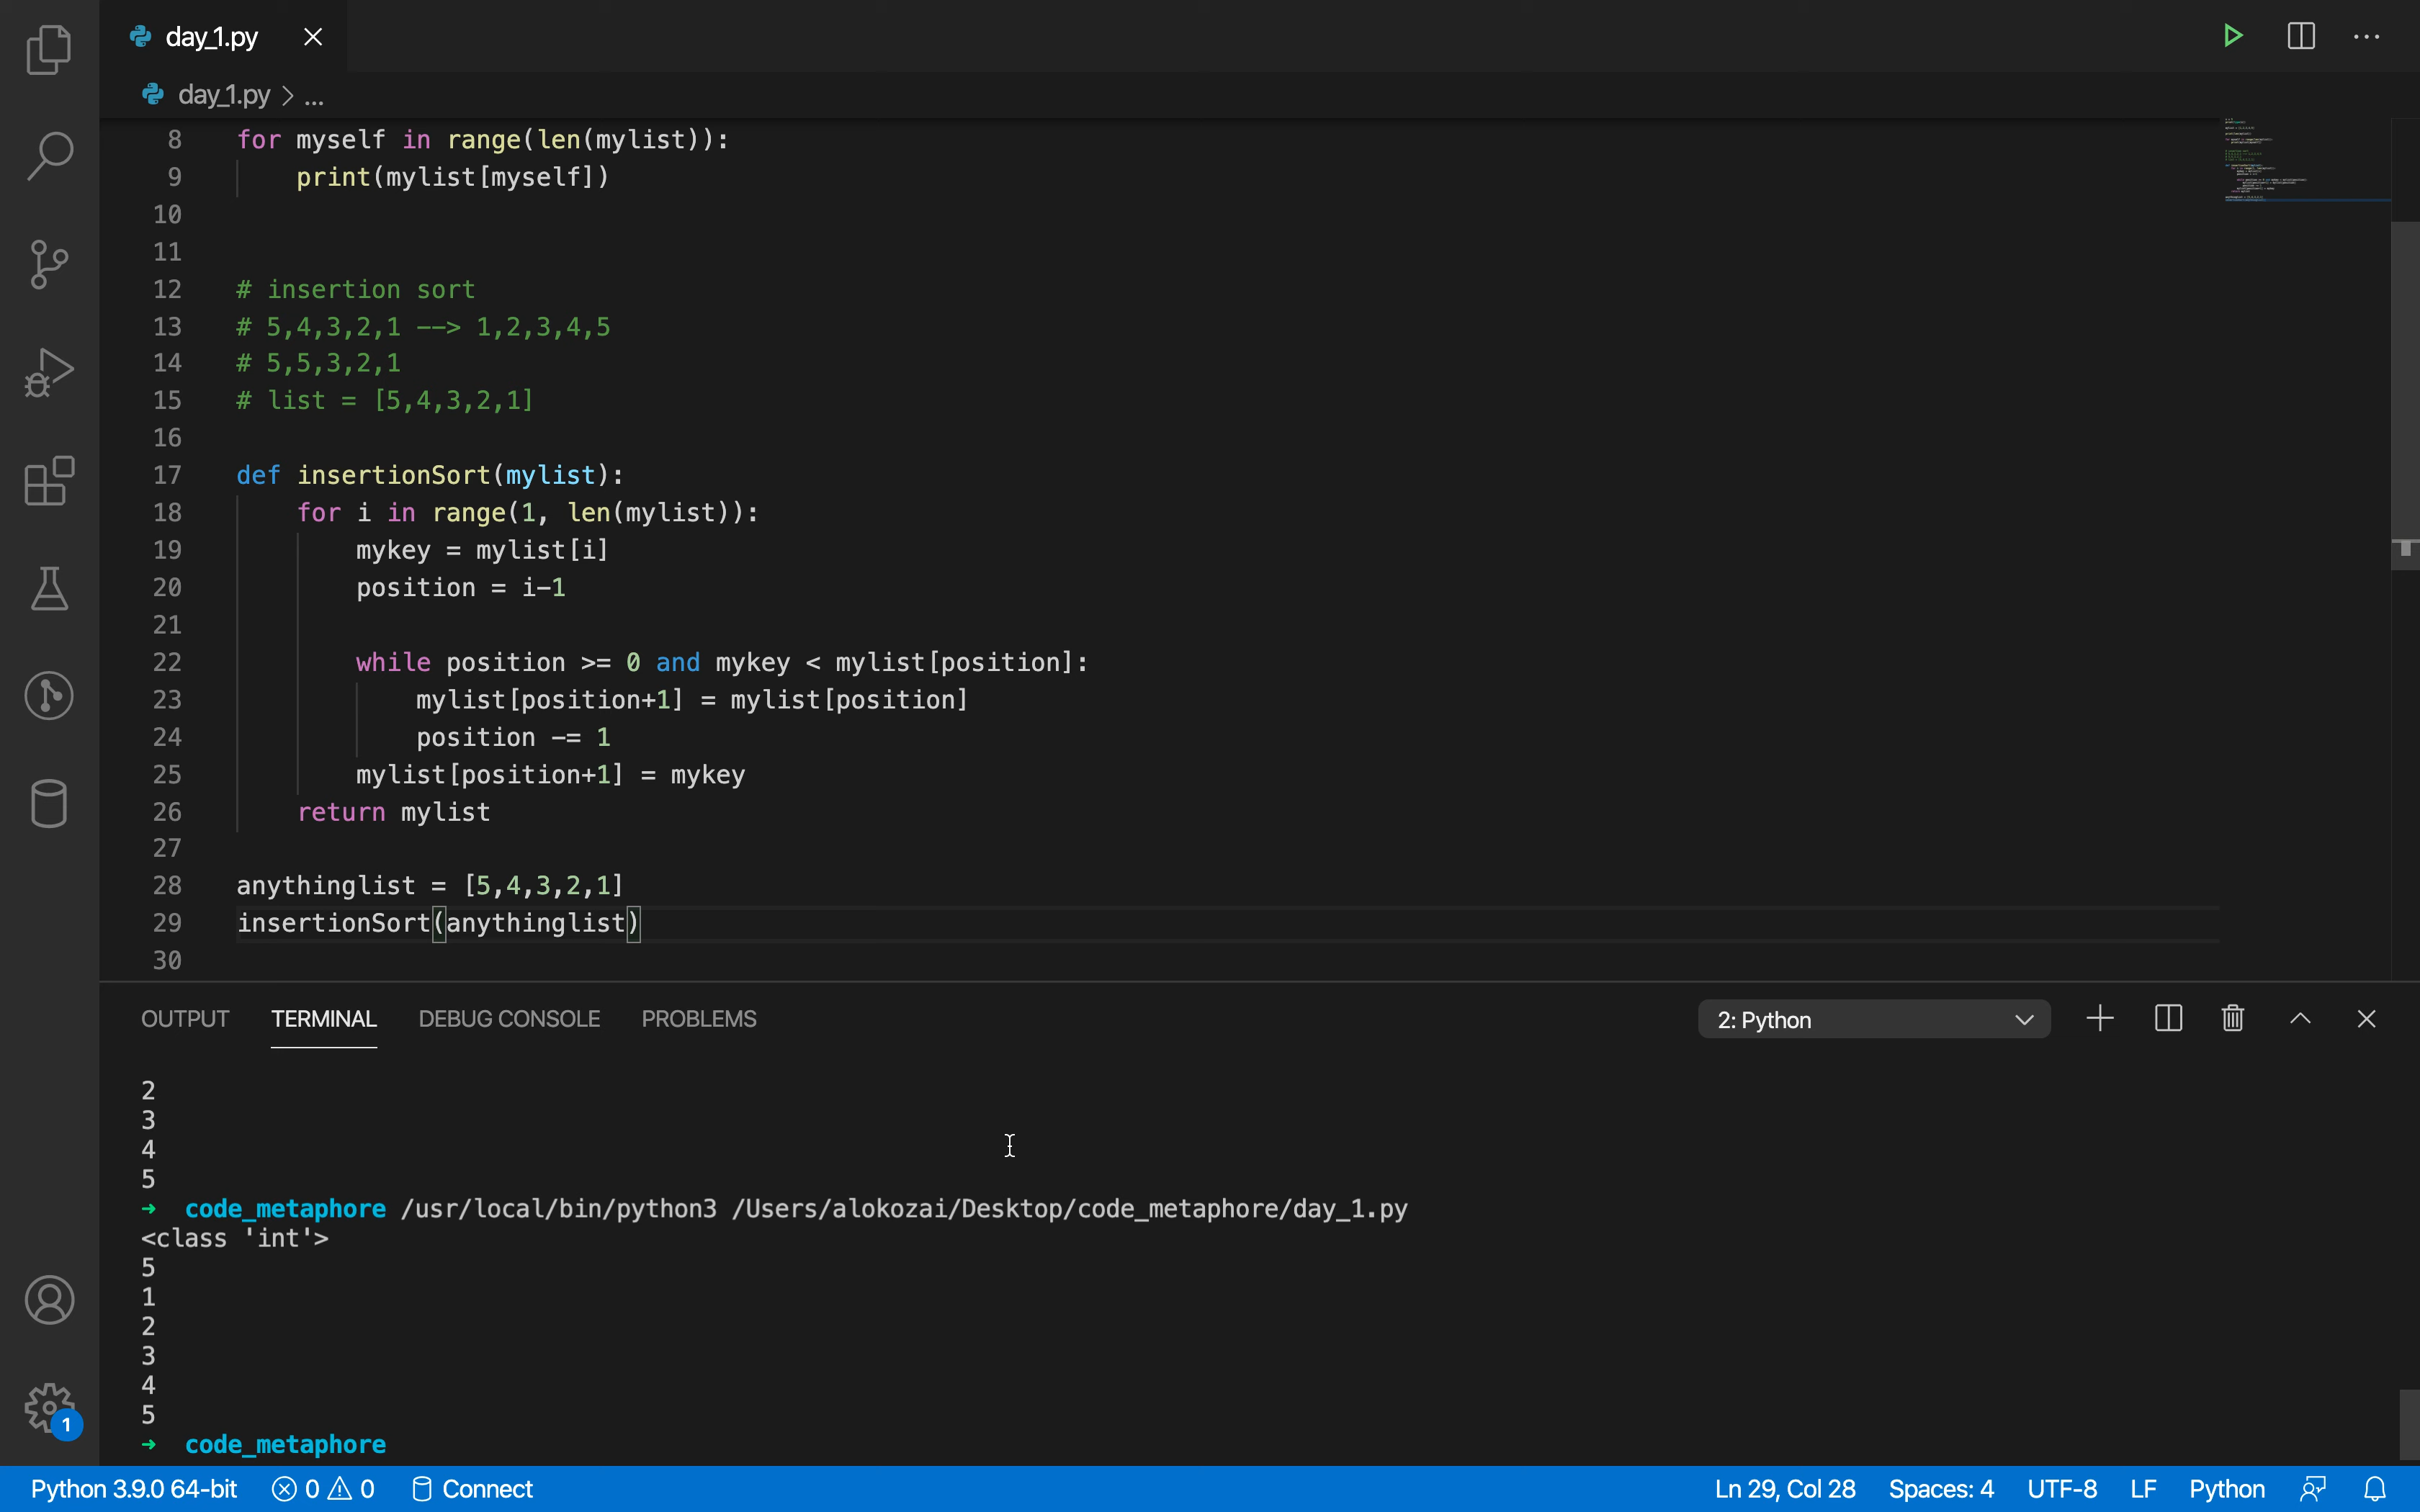 day_1.py
day_1.py > ...
8 for myself in range(len(mylist)):
9     print(mylist[myself])
10
11
12 # insertion sort
13 # 5,4,3,2,1 --> 1,2,3,4,5
14 # 5,5,3,2,1
15 # list = [5,4,3,2,1]
16
17 def insertionSort(mylist):
18     for i in range(1, len(mylist)):
19         mykey = mylist[i]
20         position = i-1
21
22         while position >= 0 and mykey < mylist[position]:
23             mylist[position+1] = mylist[position]
24             position -= 1
25         mylist[position+1] = mykey
26     return mylist
27
28 anythinglist = [5,4,3,2,1]
29 insertionSort(anythinglist)
30
OUTPUT TERMINAL DEBUG CONSOLE PROBLEMS 2: Python
2
3
4
5
➜ code_metaphore /usr/local/bin/python3 /Users/alokozai/Desktop/code_metaphore/day_1.py
<class 'int'>
5
1
2
3
4
5
➜ code_metaphore
1
Python 3.9.0 64-bit 0 0 Connect Ln 29, Col 28 Spaces: 4 UTF-8 LF Python